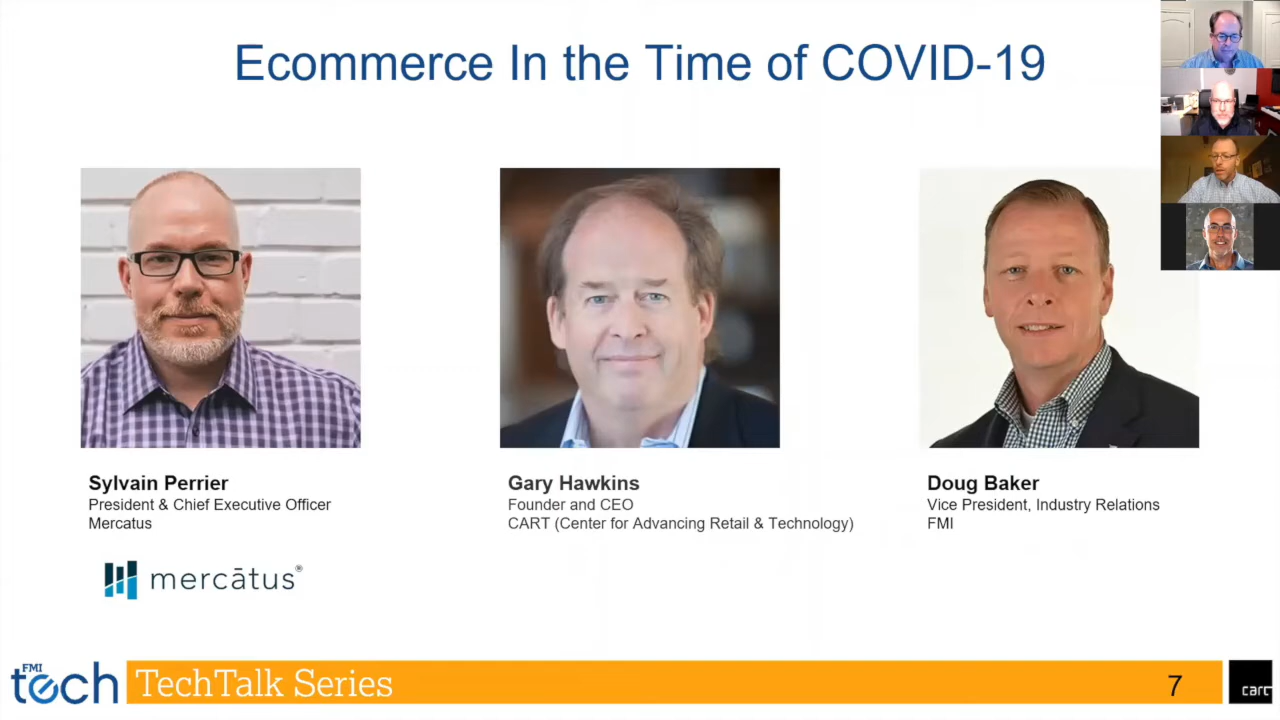 Ecommerce In the Time of COVID-19
Sylvain Perrier
President & Chief Executive Officer
Mercatus
Gary Hawkins
Founder and CEO
CART (Center for Advancing Retail & Technology)
Doug Baker
Vice President, Industry Relations
FMI
mercātus®
FMI
tech
TechTalk Series
7
cart